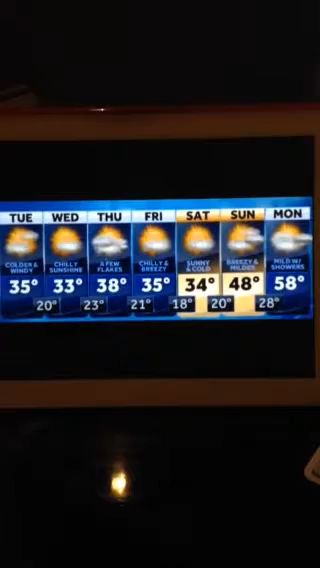 TUE WED THU FRI SAT SUN MON
COLDER & WINDY CHILLY SUNSHINE A FEW FLAKES CHILLY & BREEZY SUNNY & COLD BREEZY & MILDER MILD W/ SHOWERS
35° 33° 38° 35° 34° 48° 58°
20° 23° 21° 18° 20° 28°